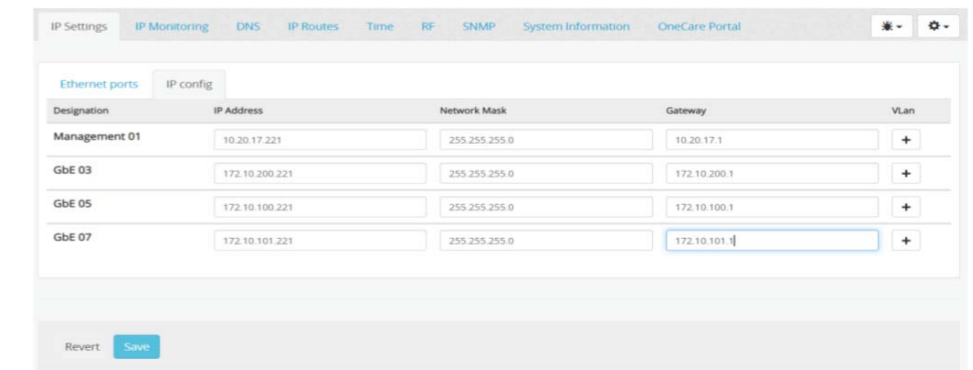 IP Settings IP Monitoring DNS IP Routes Time RF SNMP System Information OneCare Portal
Ethernet ports IP config
Designation IP Address Network Mask Gateway VLan
Management 01 10.20.17.221 255.255.255.0 10.20.17.1 +
GbE 03 172.10.200.221 255.255.255.0 172.10.200.1 +
GbE 05 172.10.100.221 255.255.255.0 172.10.100.1 +
GbE 07 172.10.101.221 255.255.255.0 172.10.101.1 +
Revert Save